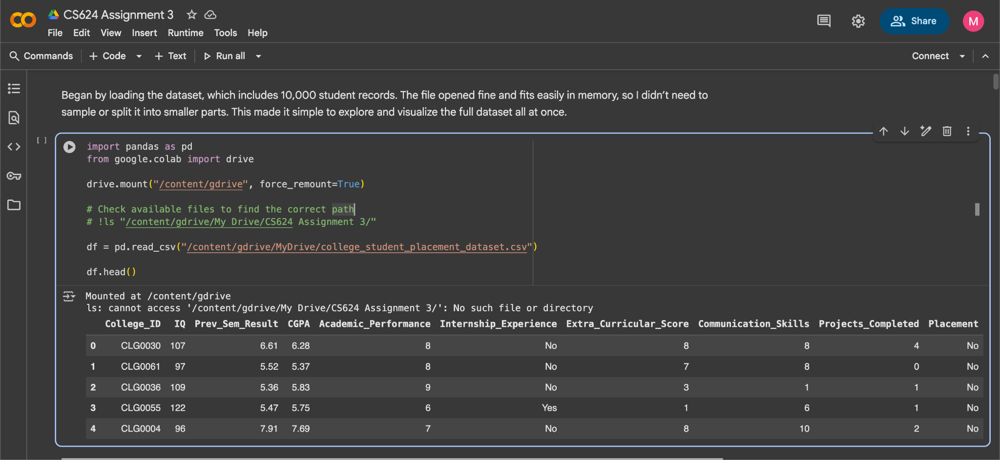 CS624 Assignment 3
File Edit View Insert Runtime Tools Help
Share
M
Commands + Code + Text Run all
Connect
Began by loading the dataset, which includes 10,000 student records. The file opened fine and fits easily in memory, so I didn’t need to
sample or split it into smaller parts. This made it simple to explore and visualize the full dataset all at once.
[ ]
import pandas as pd
from google.colab import drive
drive.mount("/content/gdrive", force_remount=True)
# Check available files to find the correct path
# !ls "/content/gdrive/My Drive/CS624 Assignment 3/"
df = pd.read_csv("/content/gdrive/MyDrive/college_student_placement_dataset.csv")
df.head()
Mounted at /content/gdrive
ls: cannot access '/content/gdrive/My Drive/CS624 Assignment 3/': No such file or directory
College_ID IQ Prev_Sem_Result CGPA Academic_Performance Internship_Experience Extra_Curricular_Score Communication_Skills Projects_Completed Placement
0 CLG0030 107 6.61 6.28 8 No 8 8 4 No
1 CLG0061 97 5.52 5.37 8 No 7 8 0 No
2 CLG0036 109 5.36 5.83 9 No 3 1 1 No
3 CLG0055 122 5.47 5.75 6 Yes 1 6 1 No
4 CLG0004 96 7.91 7.69 7 No 8 10 2 No